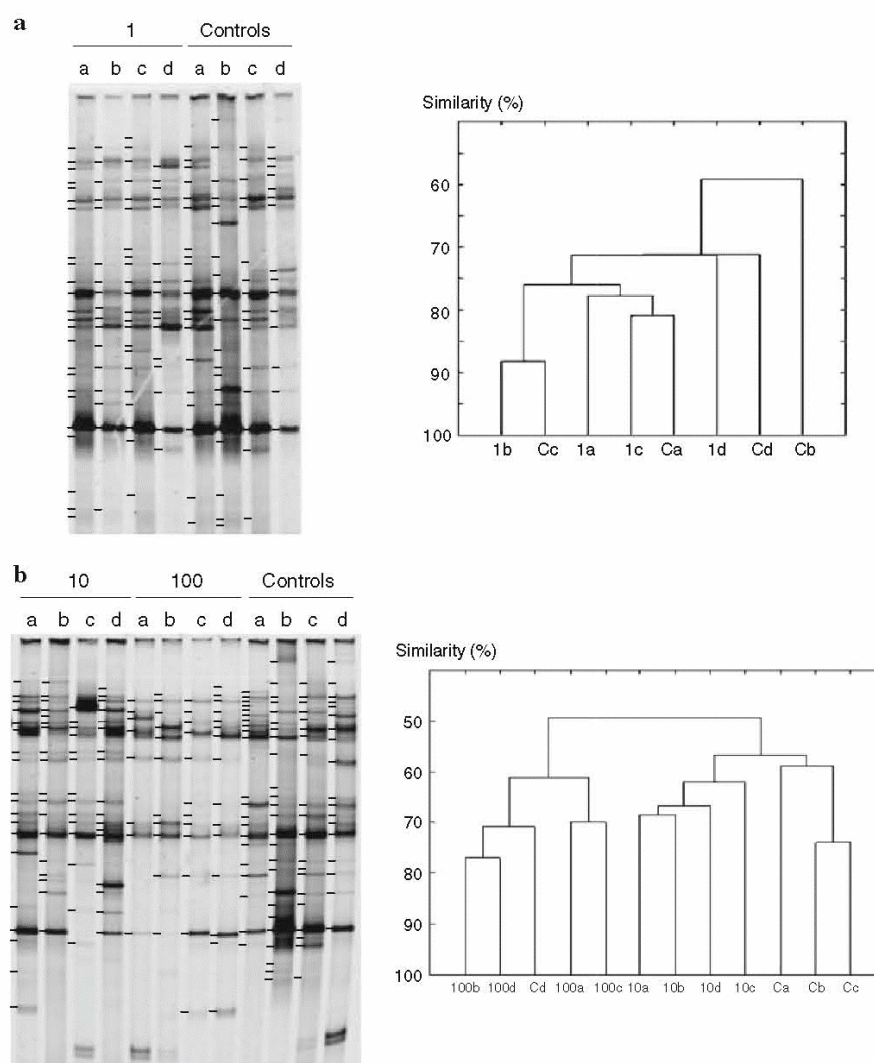 a
1 Controls
a b c d a b c d
Similarity (%)
60
70
80
90
100
1b Cc 1a 1c Ca 1d Cd Cb
b
10 100 Controls
a b c d a b c d a b c d
Similarity (%)
50
60
70
80
90
100
100b 100d Cd 100a 100c 10a 10b 10d 10c Ca Cb Cc